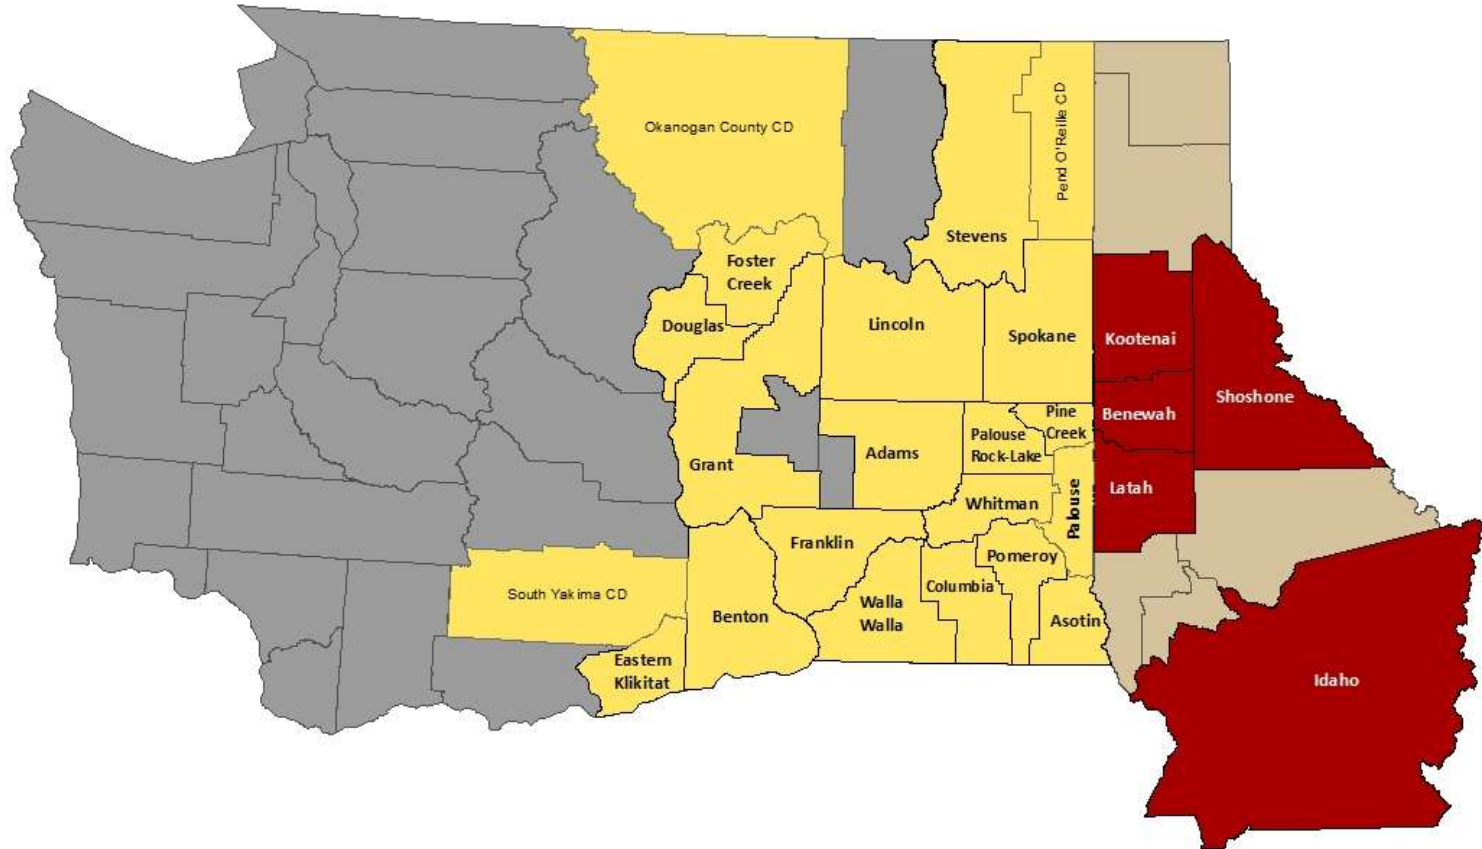 Okanogan County CD
Pend O'Reille CD
Stevens
Foster
Creek
Douglas
Lincoln
Spokane
Kootenai
Shoshone
Benewah
Pine
Creek
Palouse
Rock-Lake
Adams
Grant
Latah
Whitman
Palouse
Franklin
Pomeroy
Columbia
South Yakima CD
Benton
Walla
Walla
Asotin
Eastern
Klikitat
Idaho